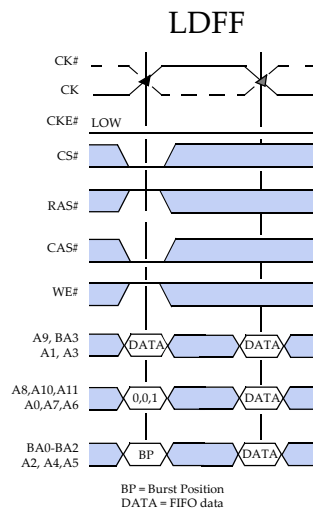 LDFF
CK#
CK
CKE# LOW
CS#
RAS#
CAS#
WE#
A9, BA3
A1, A3
DATA DATA
A8,A10,A11
A0,A7,A6
0,0,1 DATA
BA0-BA2
A2, A4,A5
BP DATA
BP = Burst Position
DATA = FIFO data